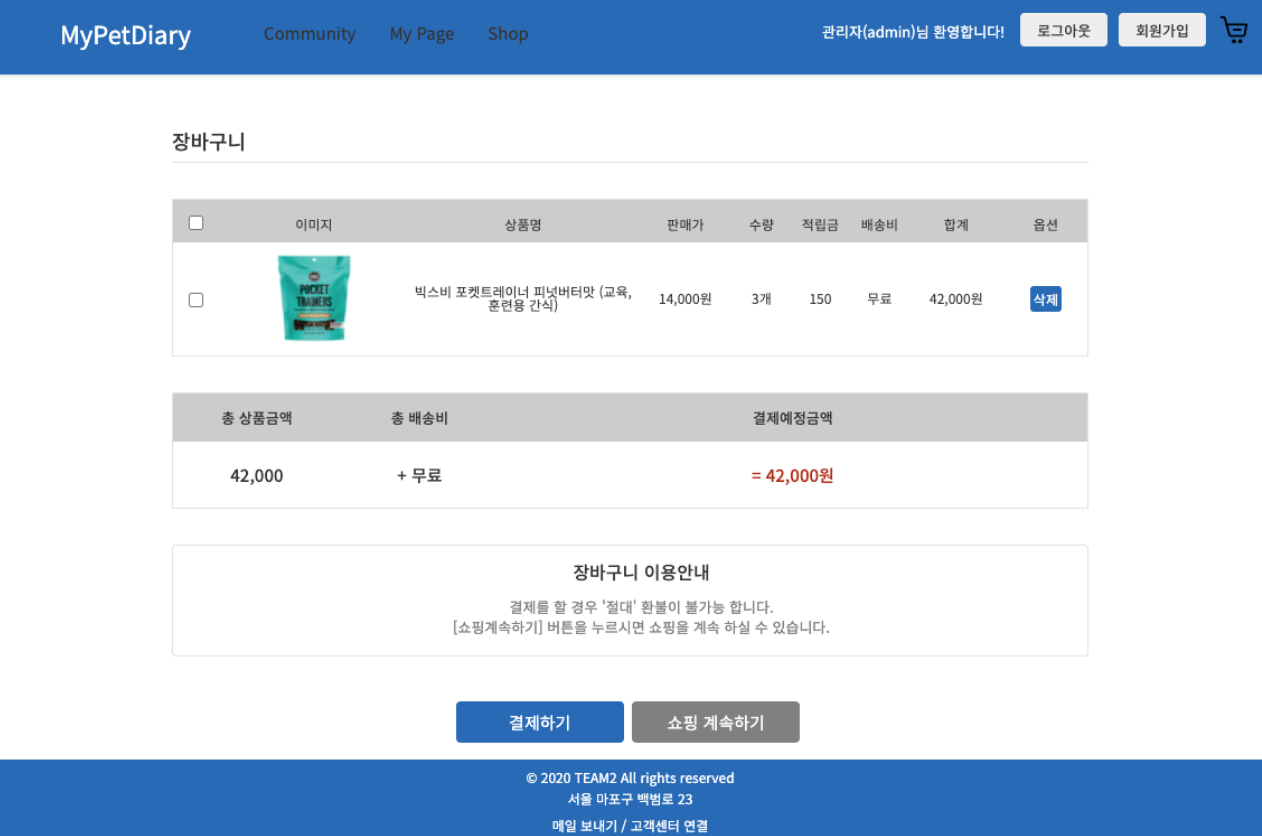 MyPetDiary
Community My Page Shop
관리자(admin)님 환영합니다! 로그아웃 회원가입
장바구니
이미지 상품명 판매가 수량 적립금 배송비 합계 옵션
POCKET
TRAINERS
빅스비 포켓트레이너 피넛버터맛 (교육,
훈련용 간식)
14,000원 3개 150 무료 42,000원 삭제
총 상품금액 총 배송비 결제예정금액
42,000 + 무료 = 42,000원
장바구니 이용안내
결제를 할 경우 '절대' 환불이 불가능 합니다.
[쇼핑계속하기] 버튼을 누르시면 쇼핑을 계속 하실 수 있습니다.
결제하기 쇼핑 계속하기
© 2020 TEAM2 All rights reserved
서울 마포구 백범로 23
메일 보내기 / 고객센터 연결